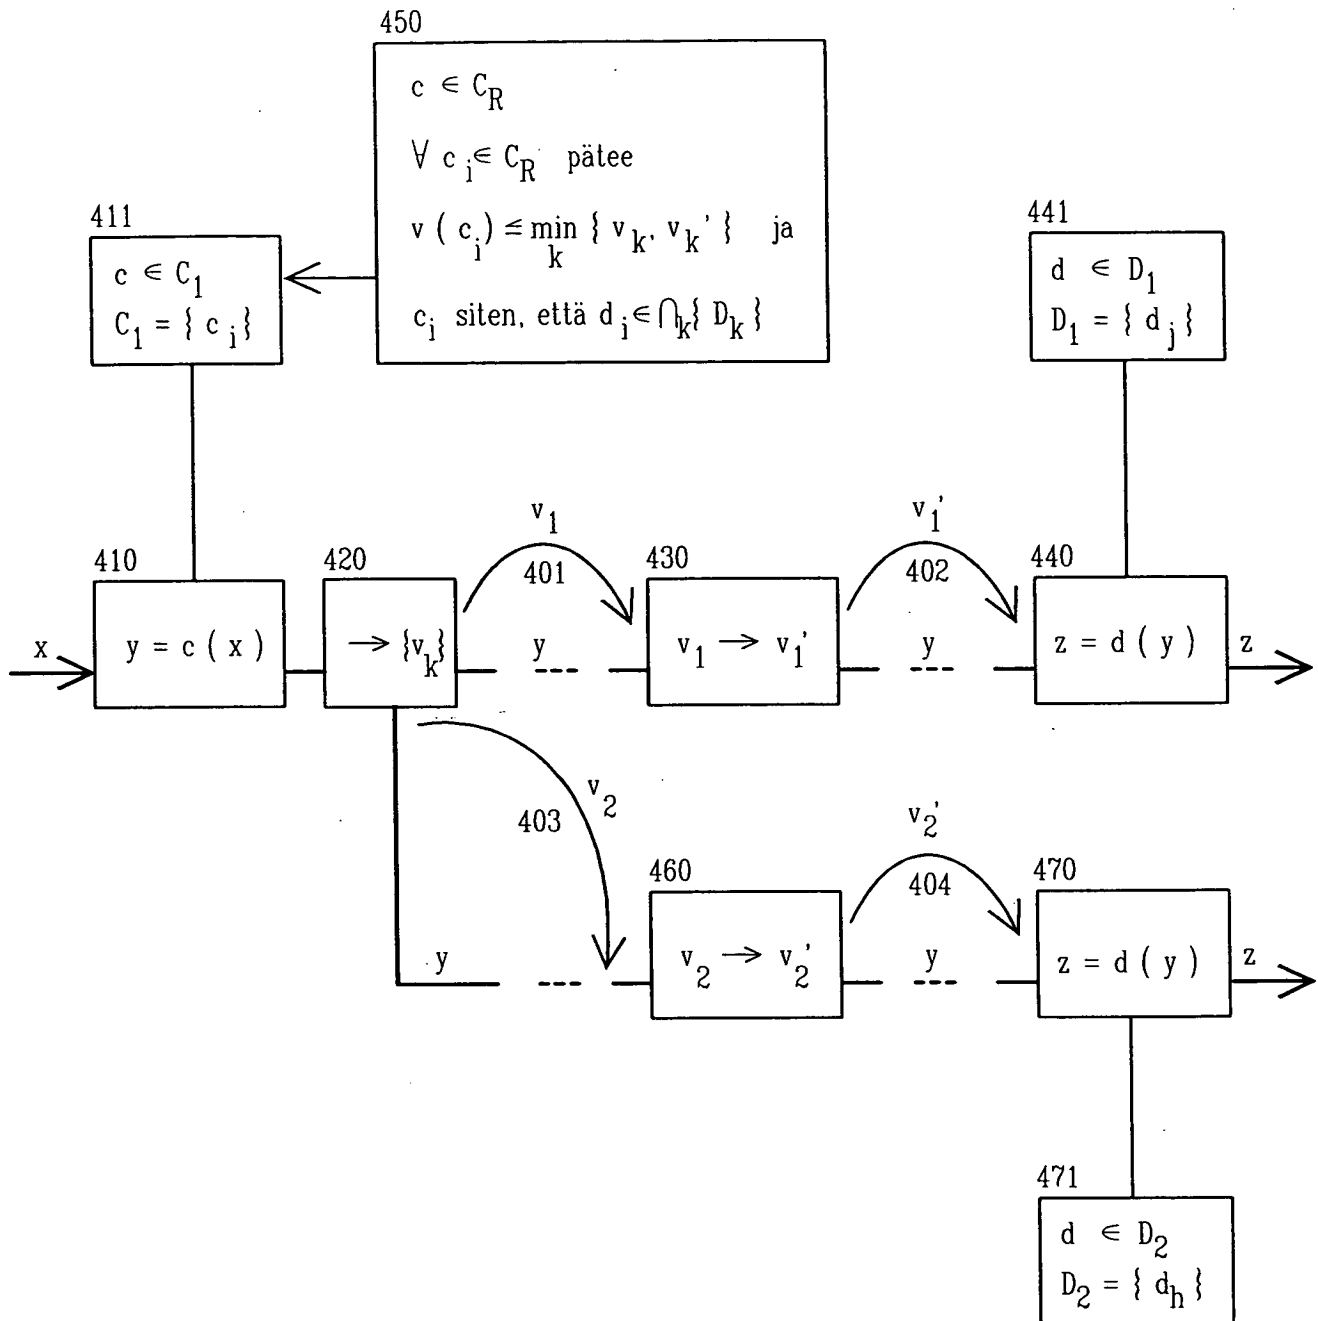 450
c ∈ C_R
∀ c_i ∈ C_R pätee
v ( c_i ) ≤ min_k { v_k, v_k' } ja
c_i siten, että d_i ∈ ⋂_k { D_k }
411
c ∈ C_1
C_1 = { c_i }
441
d ∈ D_1
D_1 = { d_j }
v_1
401
v_1'
402
410
420
430
440
x
y = c ( x )
→ {v_k}
y
v_1 → v_1'
y
z = d ( y )
z
v_2
403
v_2'
404
460
470
y
v_2 → v_2'
y
z = d ( y )
z
471
d ∈ D_2
D_2 = { d_h }